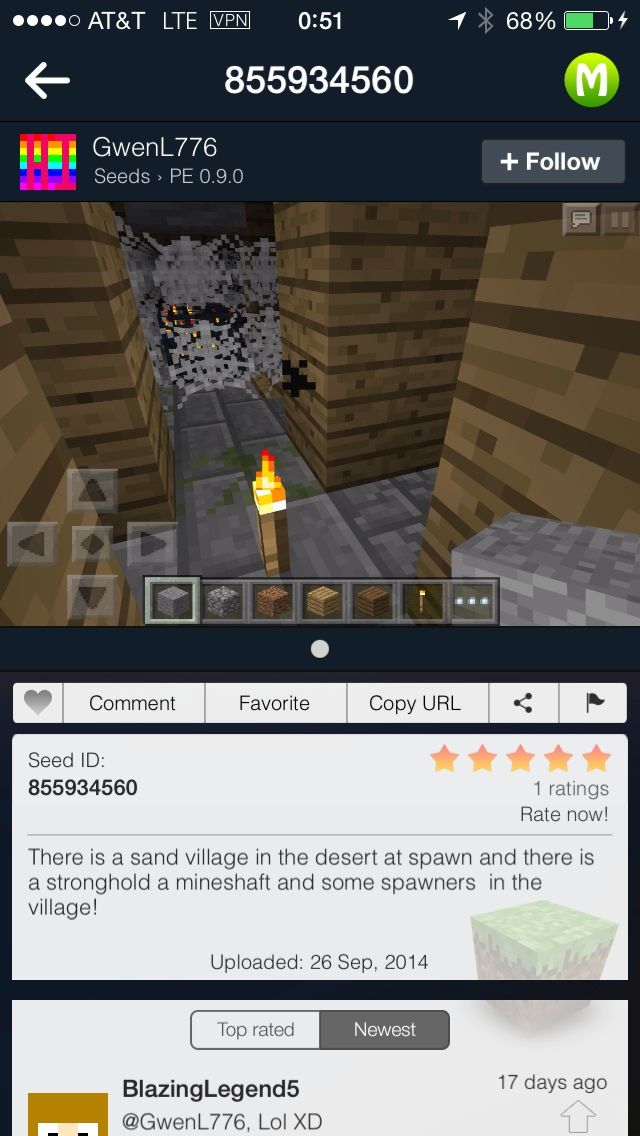 AT&T LTE VPN 0:51 68%
855934560 M
HI GwenL776
Seeds › PE 0.9.0
+ Follow
Comment Favorite Copy URL
Seed ID:
855934560
1 ratings
Rate now!
There is a sand village in the desert at spawn and there is
a stronghold a mineshaft and some spawners in the
village!
Uploaded: 26 Sep, 2014
Top rated Newest
BlazingLegend5 17 days ago
@GwenL776, Lol XD